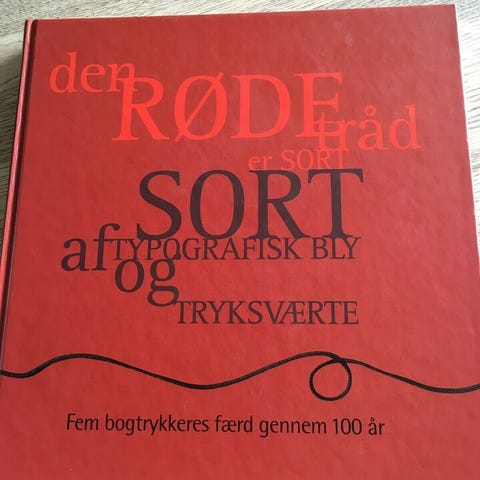 den
RØDE
tråd
er SORT
SORT
af TYPOGRAFISK BLY
og
TRYKSVÆRTE
Fem bogtrykkeres færd gennem 100 år